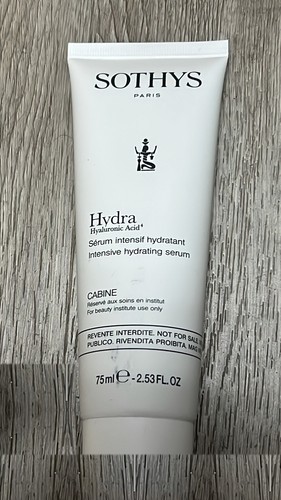 SOTHYS
PARIS
Hydra
Hyaluronic Acid⁴
Sérum intensif hydratant
Intensive hydrating serum
CABINE
Réservé aux soins en institut
For beauty institute use only
REVENTE INTERDITE. NOT FOR SALE
PUBLICO. RIVENDITA PROIBITA.
75ml ℮ - 2.53 FL. OZ